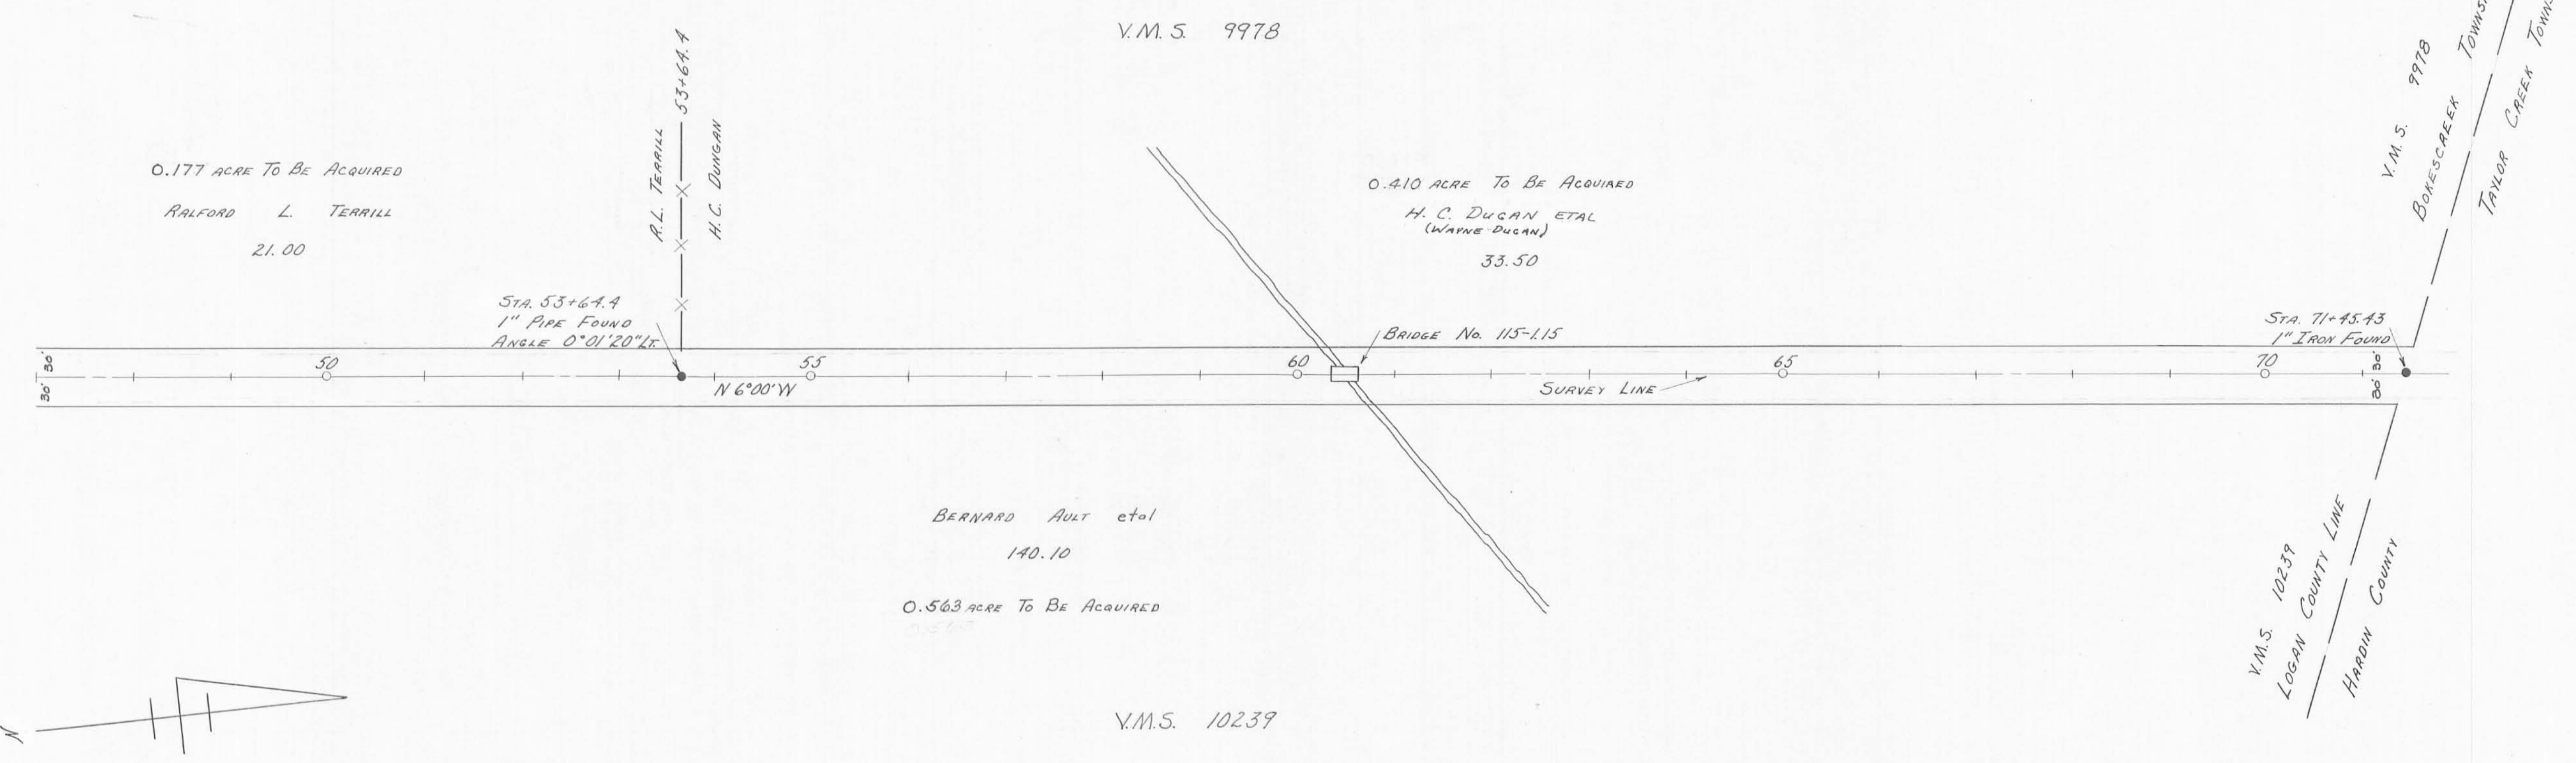 V.M.S. 9978
53+64.4
R.L. TERRILL
H.C. DUNGAN
0.177 ACRE TO BE ACQUIRED
RALFORD L. TERRILL
21.00
0.410 ACRE TO BE ACQUIRED
H. C. DUGAN ETAL
(WAYNE DUGAN)
33.50
V.M.S. 9978
BOKESCREEK
TAYLOR CREEK
STA. 53+64.4
1" PIPE FOUND
ANGLE 0°01'20"LT.
BRIDGE No. 115-1.15
STA. 71+45.43
1" IRON FOUND
30' 30'
50
55
60
65
70
30'
N 6°00' W
SURVEY LINE
BERNARD AULT etal
140.10
0.563 ACRE TO BE ACQUIRED
V.M.S. 10239
LOGAN COUNTY LINE
HARDIN COUNTY
N
V.M.S. 10239